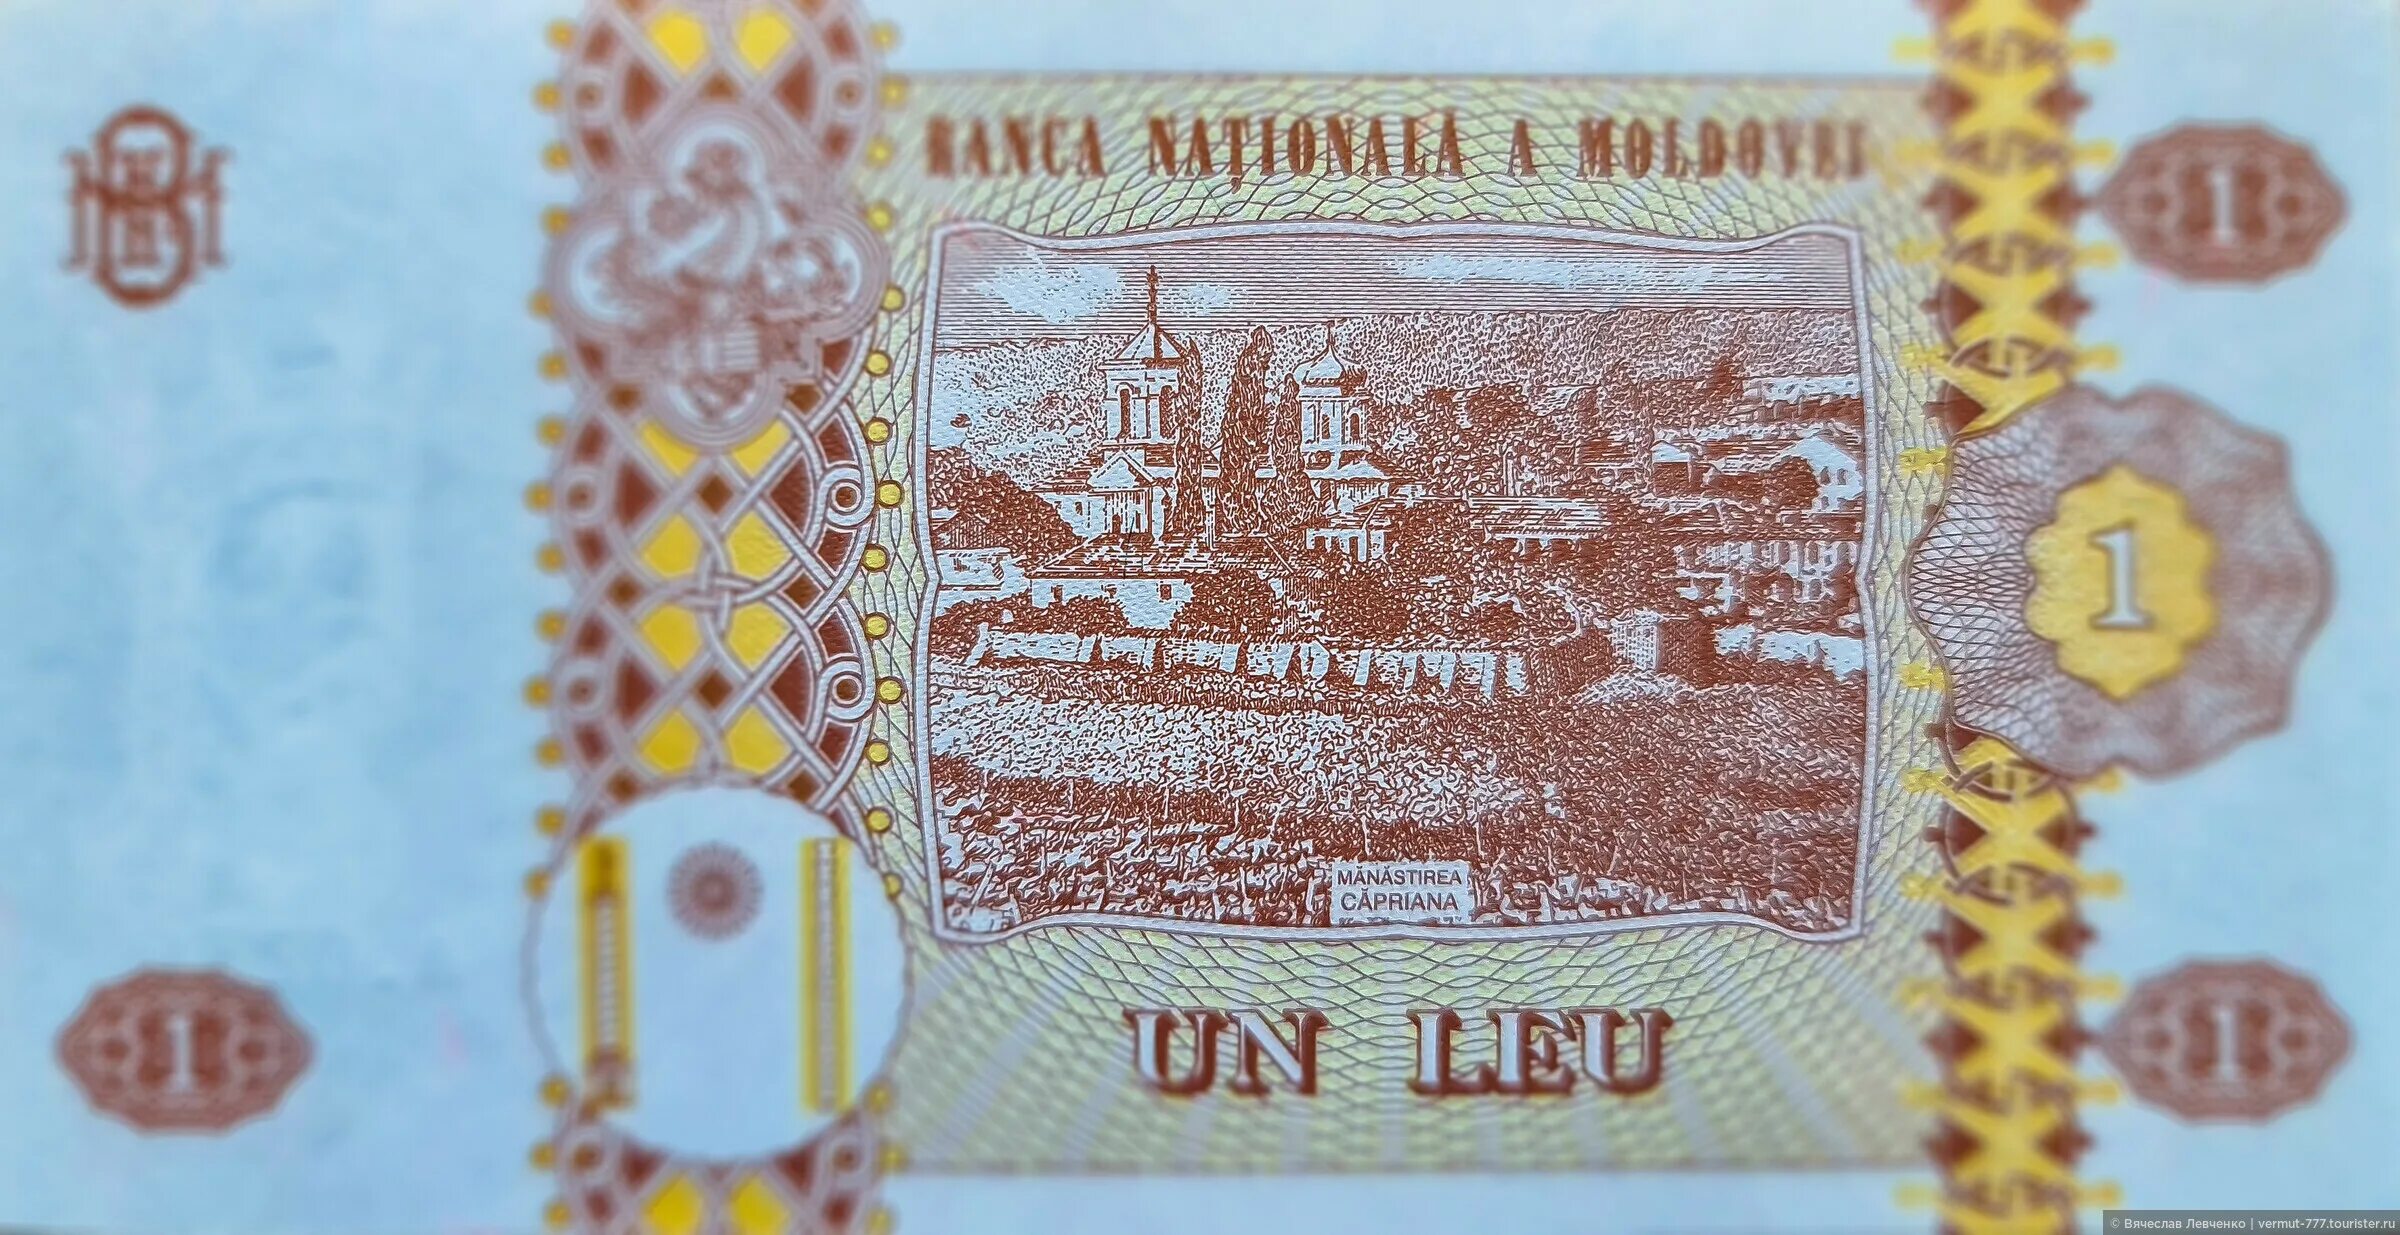 BANCA NAȚIONALĂ A MOLDOVEI
1
1
MĂNĂSTIREA
CĂPRIANA
UN LEU
1
1
© Вячеслав Левченко | vermut-777.tourister.ru